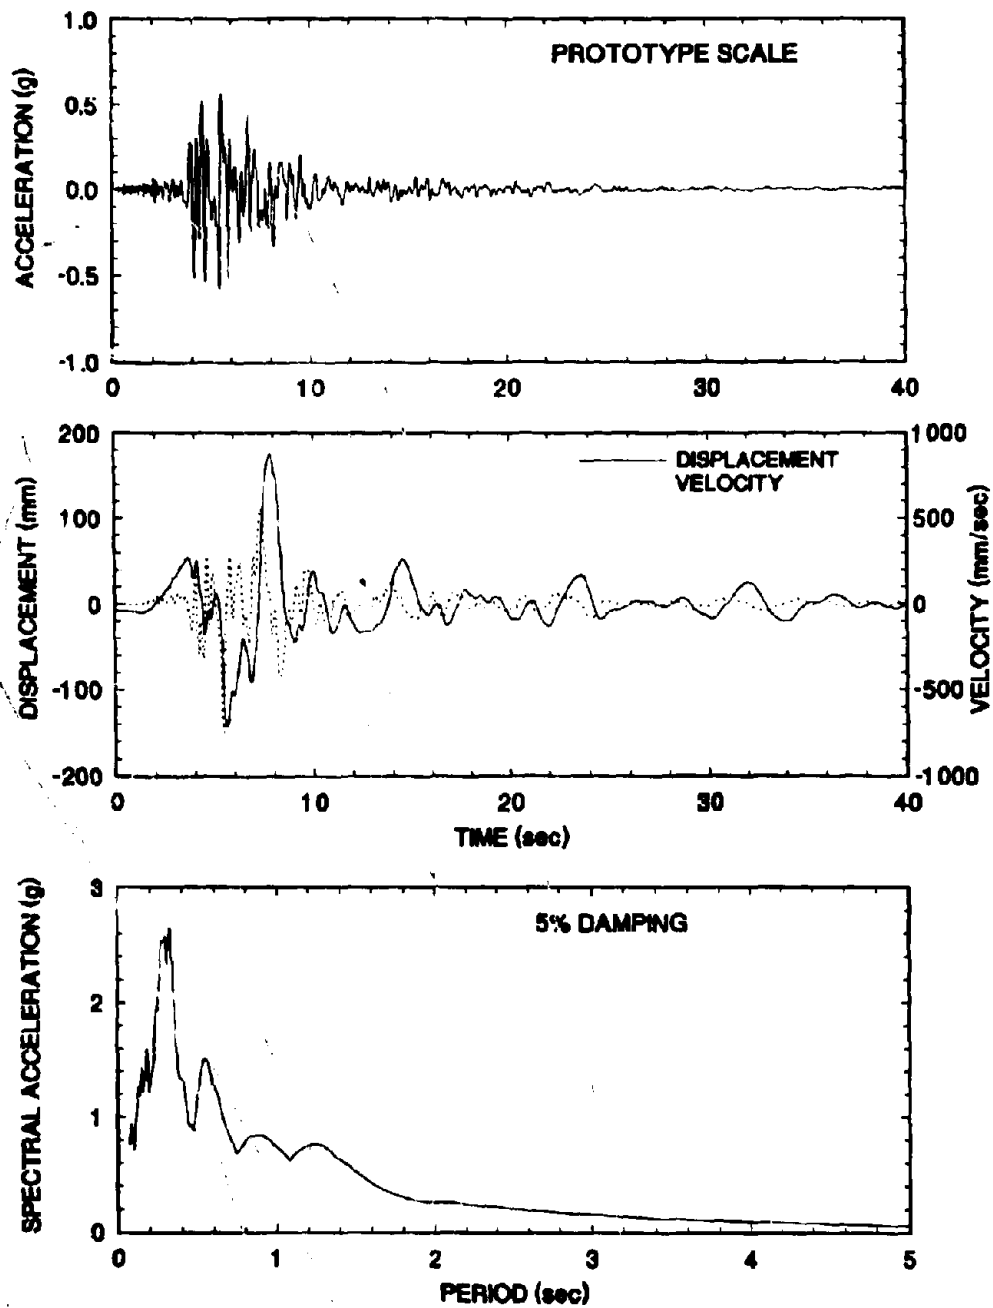 1.0
PROTOTYPE SCALE
0.5
0.0
-0.5
-1.0
ACCELERATION (g)
0 10 20 30 40
200 1000
DISPLACEMENT
VELOCITY
100 500
0 0
-100 -500
-200 -1000
DISPLACEMENT (mm)
VELOCITY (mm/sec)
0 10 20 30 40
TIME (sec)
3
5% DAMPING
2
1
0
SPECTRAL ACCELERATION (g)
0 1 2 3 4 5
PERIOD (sec)